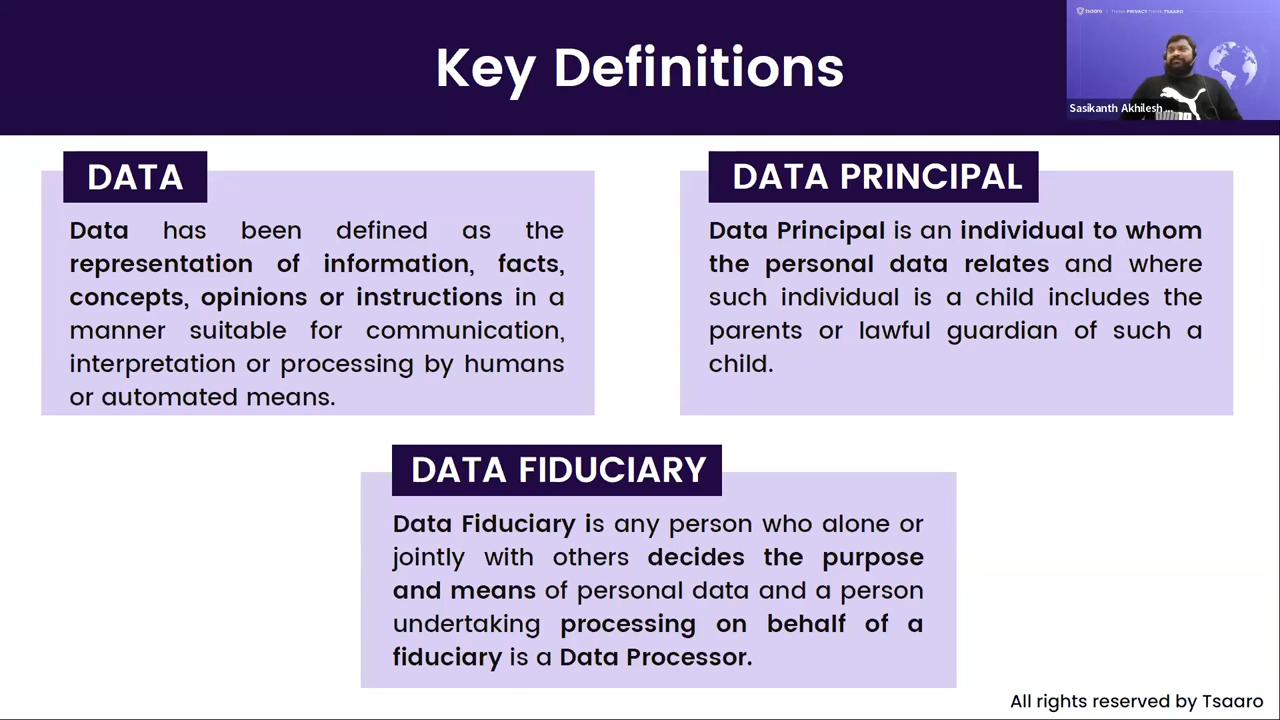 Key Definitions
tsaaro | THINK PRIVACY THINK TSAARO
Sasikanth Akhilesh ...
DATA
Data has been defined as the
representation of information, facts,
concepts, opinions or instructions in a
manner suitable for communication,
interpretation or processing by humans
or automated means.
DATA PRINCIPAL
Data Principal is an individual to whom
the personal data relates and where
such individual is a child includes the
parents or lawful guardian of such a
child.
DATA FIDUCIARY
Data Fiduciary is any person who alone or
jointly with others decides the purpose
and means of personal data and a person
undertaking processing on behalf of a
fiduciary is a Data Processor.
All rights reserved by Tsaaro